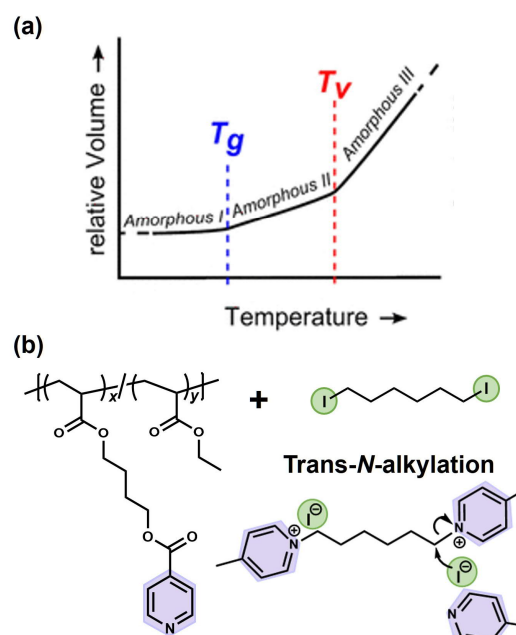 (a)
relative Volume →
Tg
Tv
Amorphous I
Amorphous II
Amorphous III
Temperature →
(b)
x
y
O
O
O
O
O
O
N
+
I
I
Trans-N-alkylation
I⊖
N
⊕
N
⊕
I⊖
N